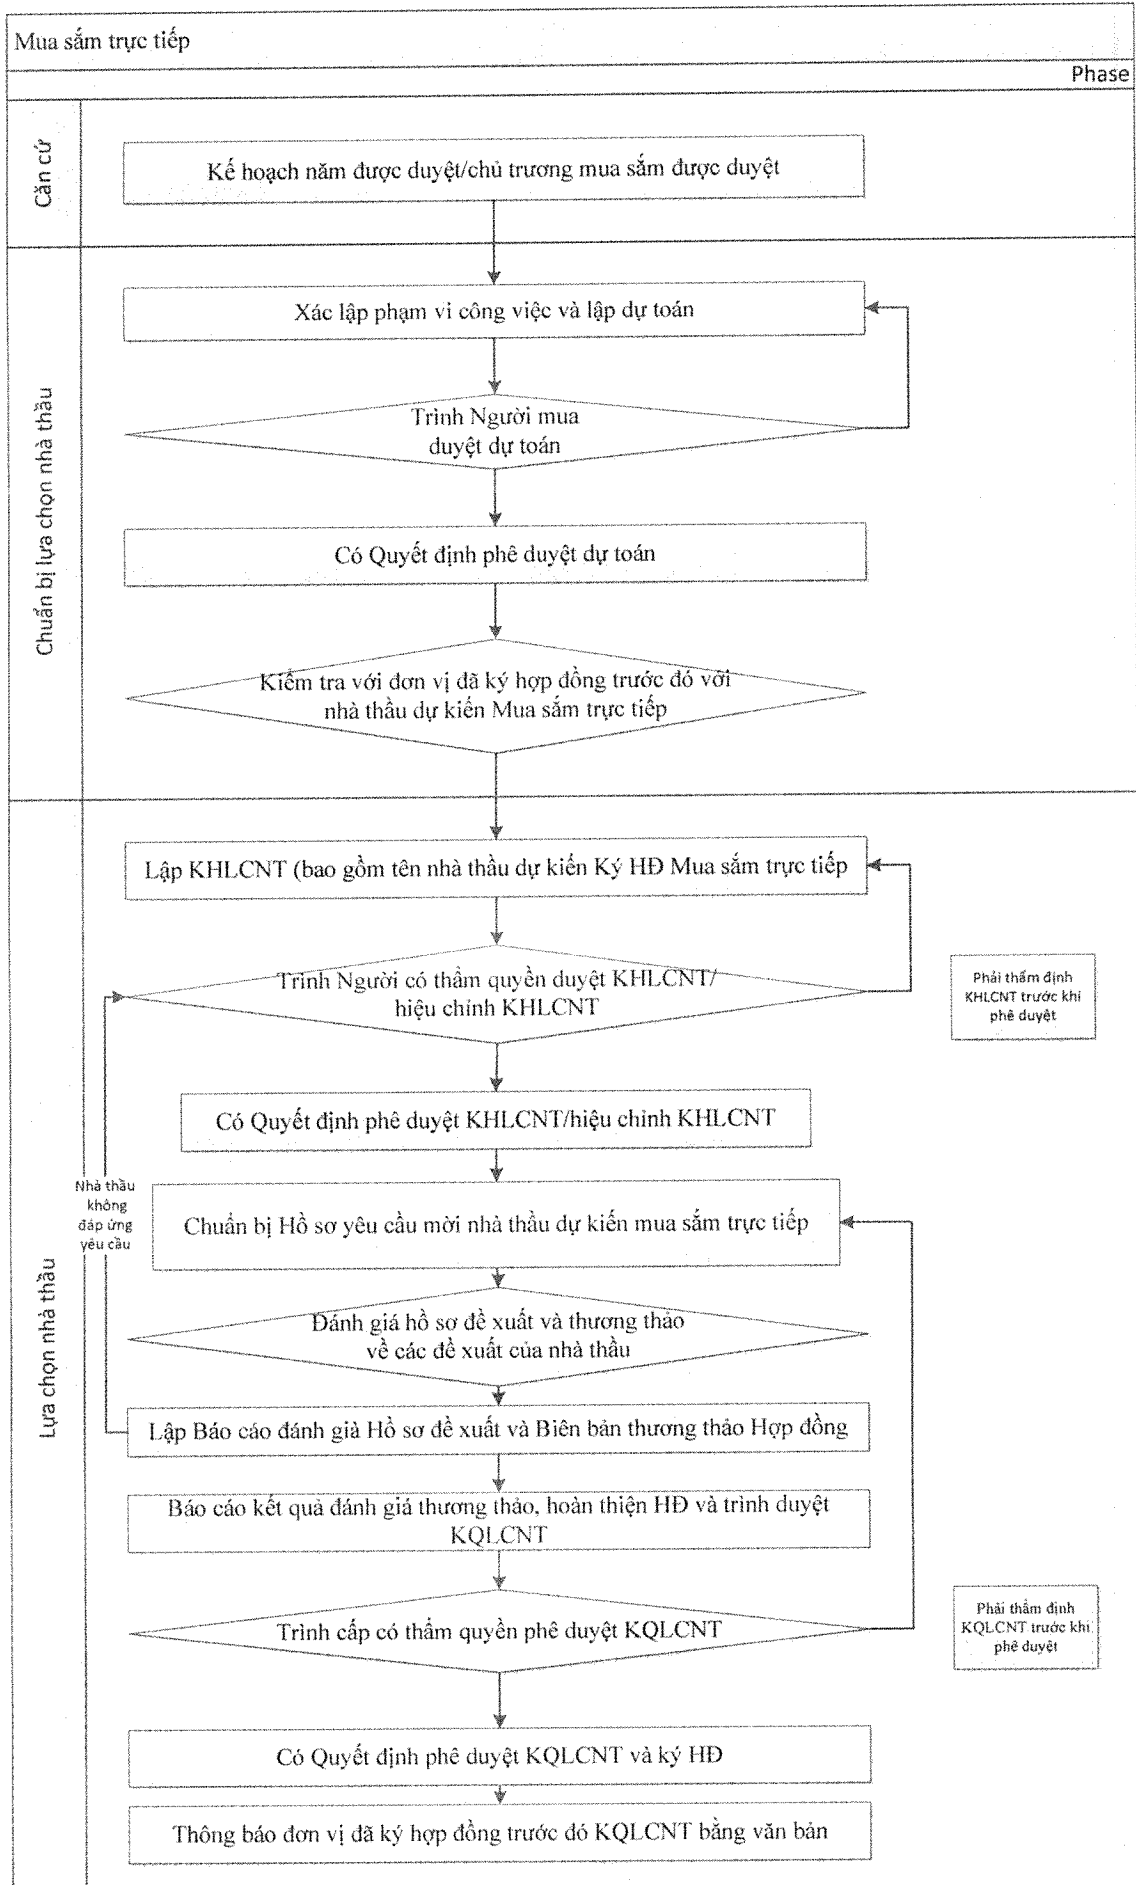 Mua sắm trực tiếp
Phase
Căn cứ
Kế hoạch năm được duyệt/chủ trương mua sắm được duyệt
Chuẩn bị lựa chọn nhà thầu
Xác lập phạm vi công việc và lập dự toán
Trình Người mua
duyệt dự toán
Có Quyết định phê duyệt dự toán
Kiểm tra với đơn vị đã ký hợp đồng trước đó với
nhà thầu dự kiến Mua sắm trực tiếp
Lựa chọn nhà thầu
Lập KHLCNT (bao gồm tên nhà thầu dự kiến Ký HĐ Mua sắm trực tiếp
Trình Người có thẩm quyền duyệt KHLCNT/
hiệu chỉnh KHLCNT
Phải thẩm định
KHLCNT trước khi
phê duyệt
Có Quyết định phê duyệt KHLCNT/hiệu chỉnh KHLCNT
Nhà thầu
không
đáp ứng
yêu cầu
Chuẩn bị Hồ sơ yêu cầu mời nhà thầu dự kiến mua sắm trực tiếp
Đánh giá hồ sơ đề xuất và thương thảo
về các đề xuất của nhà thầu
Lập Báo cáo đánh già Hồ sơ đề xuất và Biên bản thương thảo Hợp đồng
Báo cáo kết quả đánh giá thương thảo, hoàn thiện HĐ và trình duyệt
KQLCNT
Trình cấp có thẩm quyền phê duyệt KQLCNT
Phải thẩm định
KQLCNT trước khi
phê duyệt
Có Quyết định phê duyệt KQLCNT và ký HĐ
Thông báo đơn vị đã ký hợp đồng trước đó KQLCNT bằng văn bản